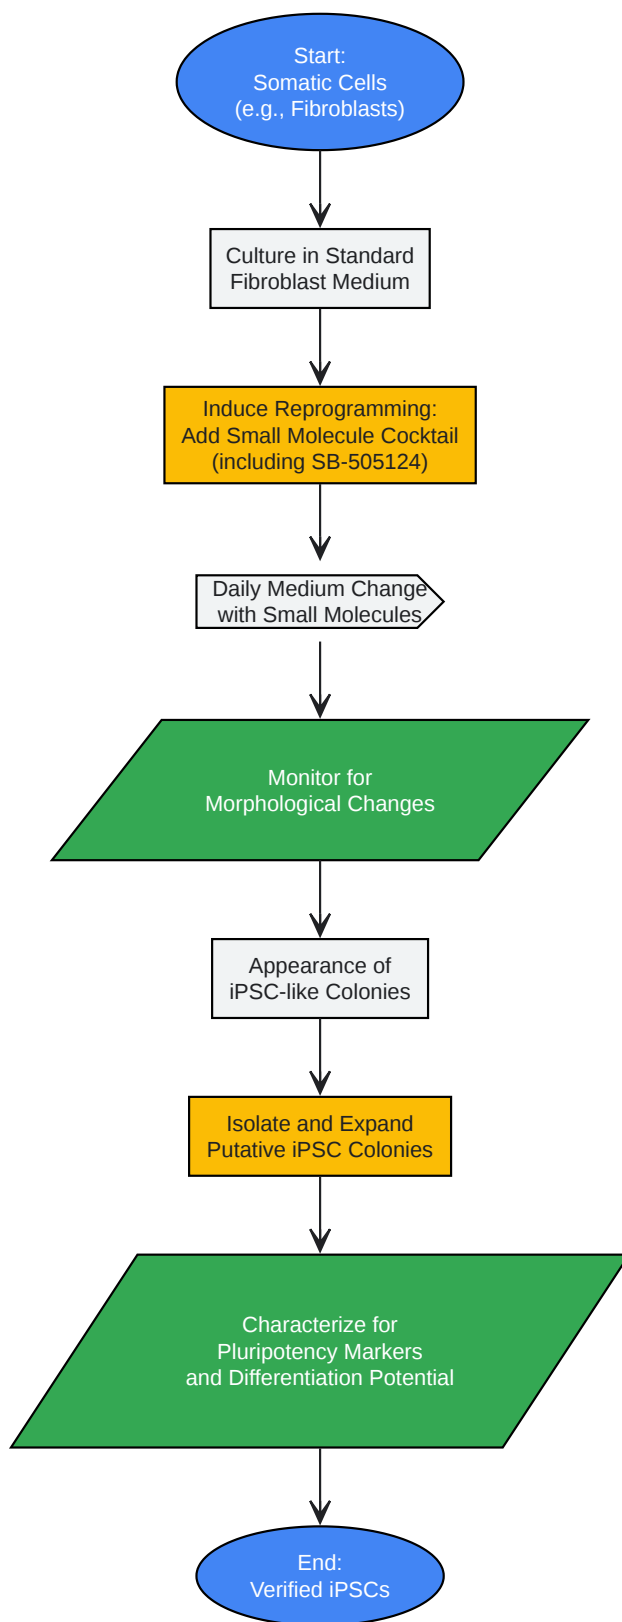 Start:
Somatic Cells
(e.g., Fibroblasts)
Culture in Standard
Fibroblast Medium
Induce Reprogramming:
Add Small Molecule Cocktail
(including SB-505124)
Daily Medium Change
with Small Molecules
Monitor for
Morphological Changes
Appearance of
iPSC-like Colonies
Isolate and Expand
Putative iPSC Colonies
Characterize for
Pluripotency Markers
and Differentiation Potential
End:
Verified iPSCs